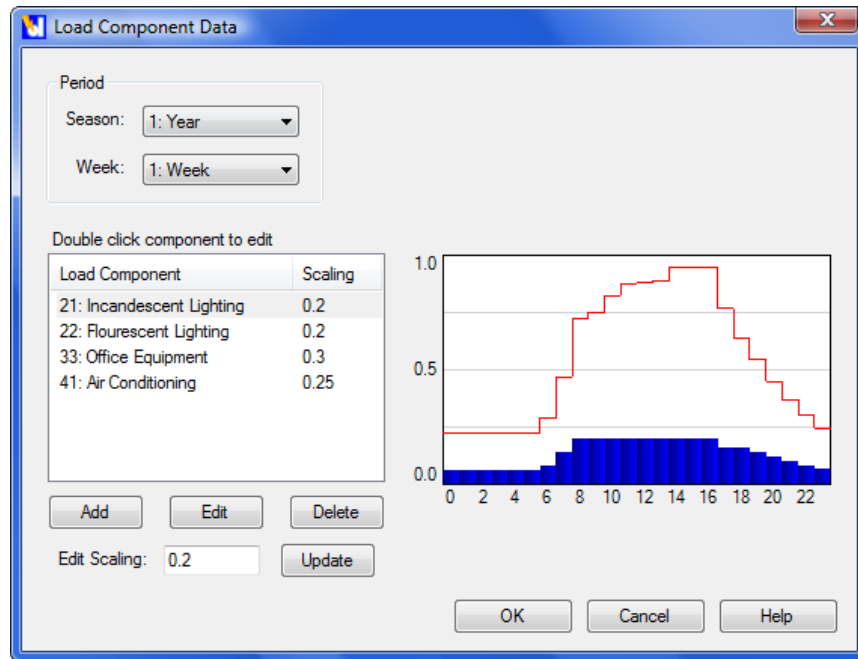 Load Component Data
Period
Season: 1: Year
Week: 1: Week
Double click component to edit
Load Component Scaling
21: Incandescent Lighting 0.2
22: Flourescent Lighting 0.2
33: Office Equipment 0.3
41: Air Conditioning 0.25
Add Edit Delete
Edit Scaling: 0.2 Update
1.0
0.5
0.0
0 2 4 6 8 10 12 14 16 18 20 22
OK Cancel Help